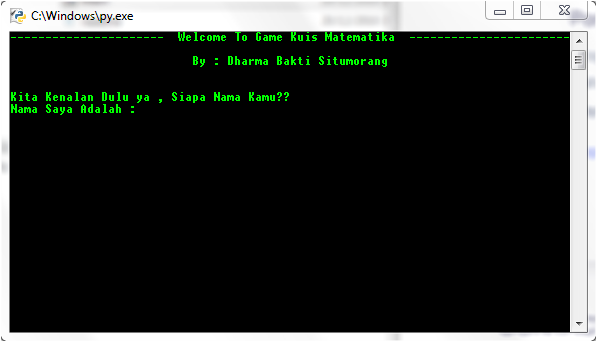 C:\Windows\py.exe
---------------------- Welcome To Game Kuis Matematika -----------------------
By : Dharma Bakti Situmorang
Kita Kenalan Dulu ya , Siapa Nama Kamu??
Nama Saya Adalah :